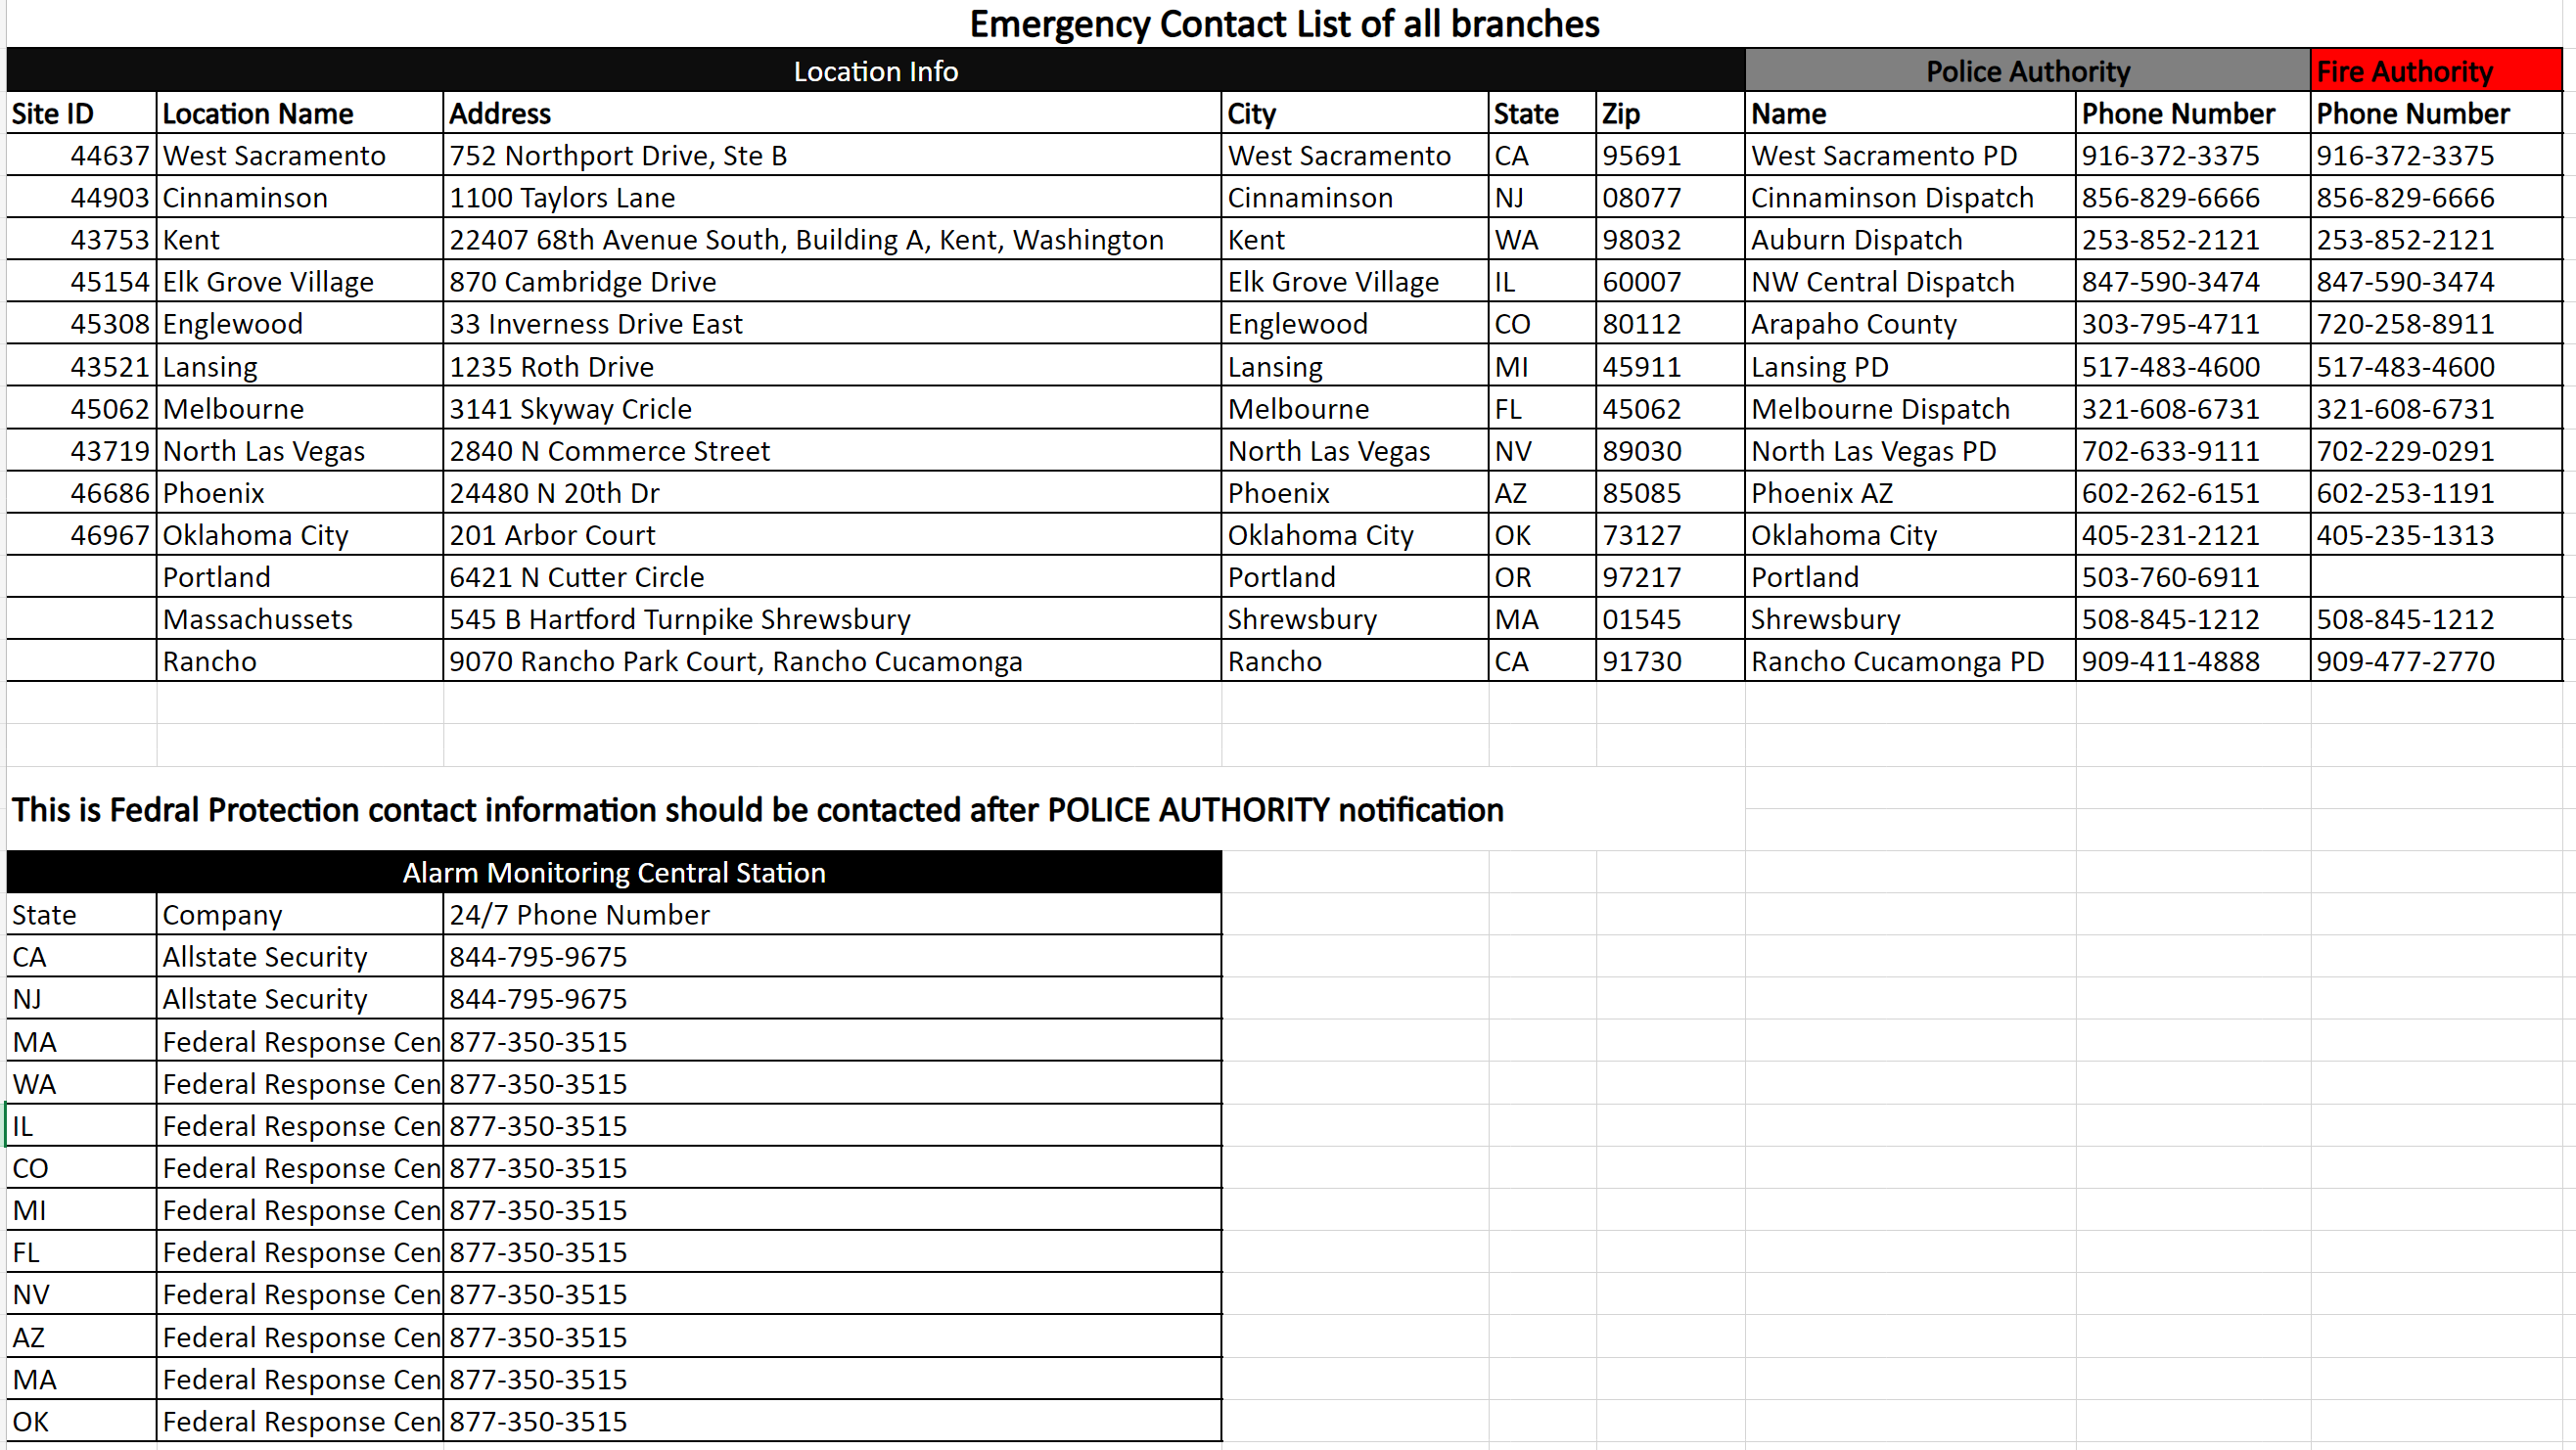 Emergency Contact List of all branches
Location Info Police Authority Fire Authority
Site ID Location Name Address City State Zip Name Phone Number Phone Number
44637 West Sacramento 752 Northport Drive, Ste B West Sacramento CA 95691 West Sacramento PD 916-372-3375 916-372-3375
44903 Cinnaminson 1100 Taylors Lane Cinnaminson NJ 08077 Cinnaminson Dispatch 856-829-6666 856-829-6666
43753 Kent 22407 68th Avenue South, Building A, Kent, Washington Kent WA 98032 Auburn Dispatch 253-852-2121 253-852-2121
45154 Elk Grove Village 870 Cambridge Drive Elk Grove Village IL 60007 NW Central Dispatch 847-590-3474 847-590-3474
45308 Englewood 33 Inverness Drive East Englewood CO 80112 Arapaho County 303-795-4711 720-258-8911
43521 Lansing 1235 Roth Drive Lansing MI 45911 Lansing PD 517-483-4600 517-483-4600
45062 Melbourne 3141 Skyway Cricle Melbourne FL 45062 Melbourne Dispatch 321-608-6731 321-608-6731
43719 North Las Vegas 2840 N Commerce Street North Las Vegas NV 89030 North Las Vegas PD 702-633-9111 702-229-0291
46686 Phoenix 24480 N 20th Dr Phoenix AZ 85085 Phoenix AZ 602-262-6151 602-253-1191
46967 Oklahoma City 201 Arbor Court Oklahoma City OK 73127 Oklahoma City 405-231-2121 405-235-1313
Portland 6421 N Cutter Circle Portland OR 97217 Portland 503-760-6911
Massachussets 545 B Hartford Turnpike Shrewsbury Shrewsbury MA 01545 Shrewsbury 508-845-1212 508-845-1212
Rancho 9070 Rancho Park Court, Rancho Cucamonga Rancho CA 91730 Rancho Cucamonga PD 909-411-4888 909-477-2770
This is Fedral Protection contact information should be contacted after POLICE AUTHORITY notification
Alarm Monitoring Central Station
State Company 24/7 Phone Number
CA Allstate Security 844-795-9675
NJ Allstate Security 844-795-9675
MA Federal Response Cen 877-350-3515
WA Federal Response Cen 877-350-3515
IL Federal Response Cen 877-350-3515
CO Federal Response Cen 877-350-3515
MI Federal Response Cen 877-350-3515
FL Federal Response Cen 877-350-3515
NV Federal Response Cen 877-350-3515
AZ Federal Response Cen 877-350-3515
MA Federal Response Cen 877-350-3515
OK Federal Response Cen 877-350-3515